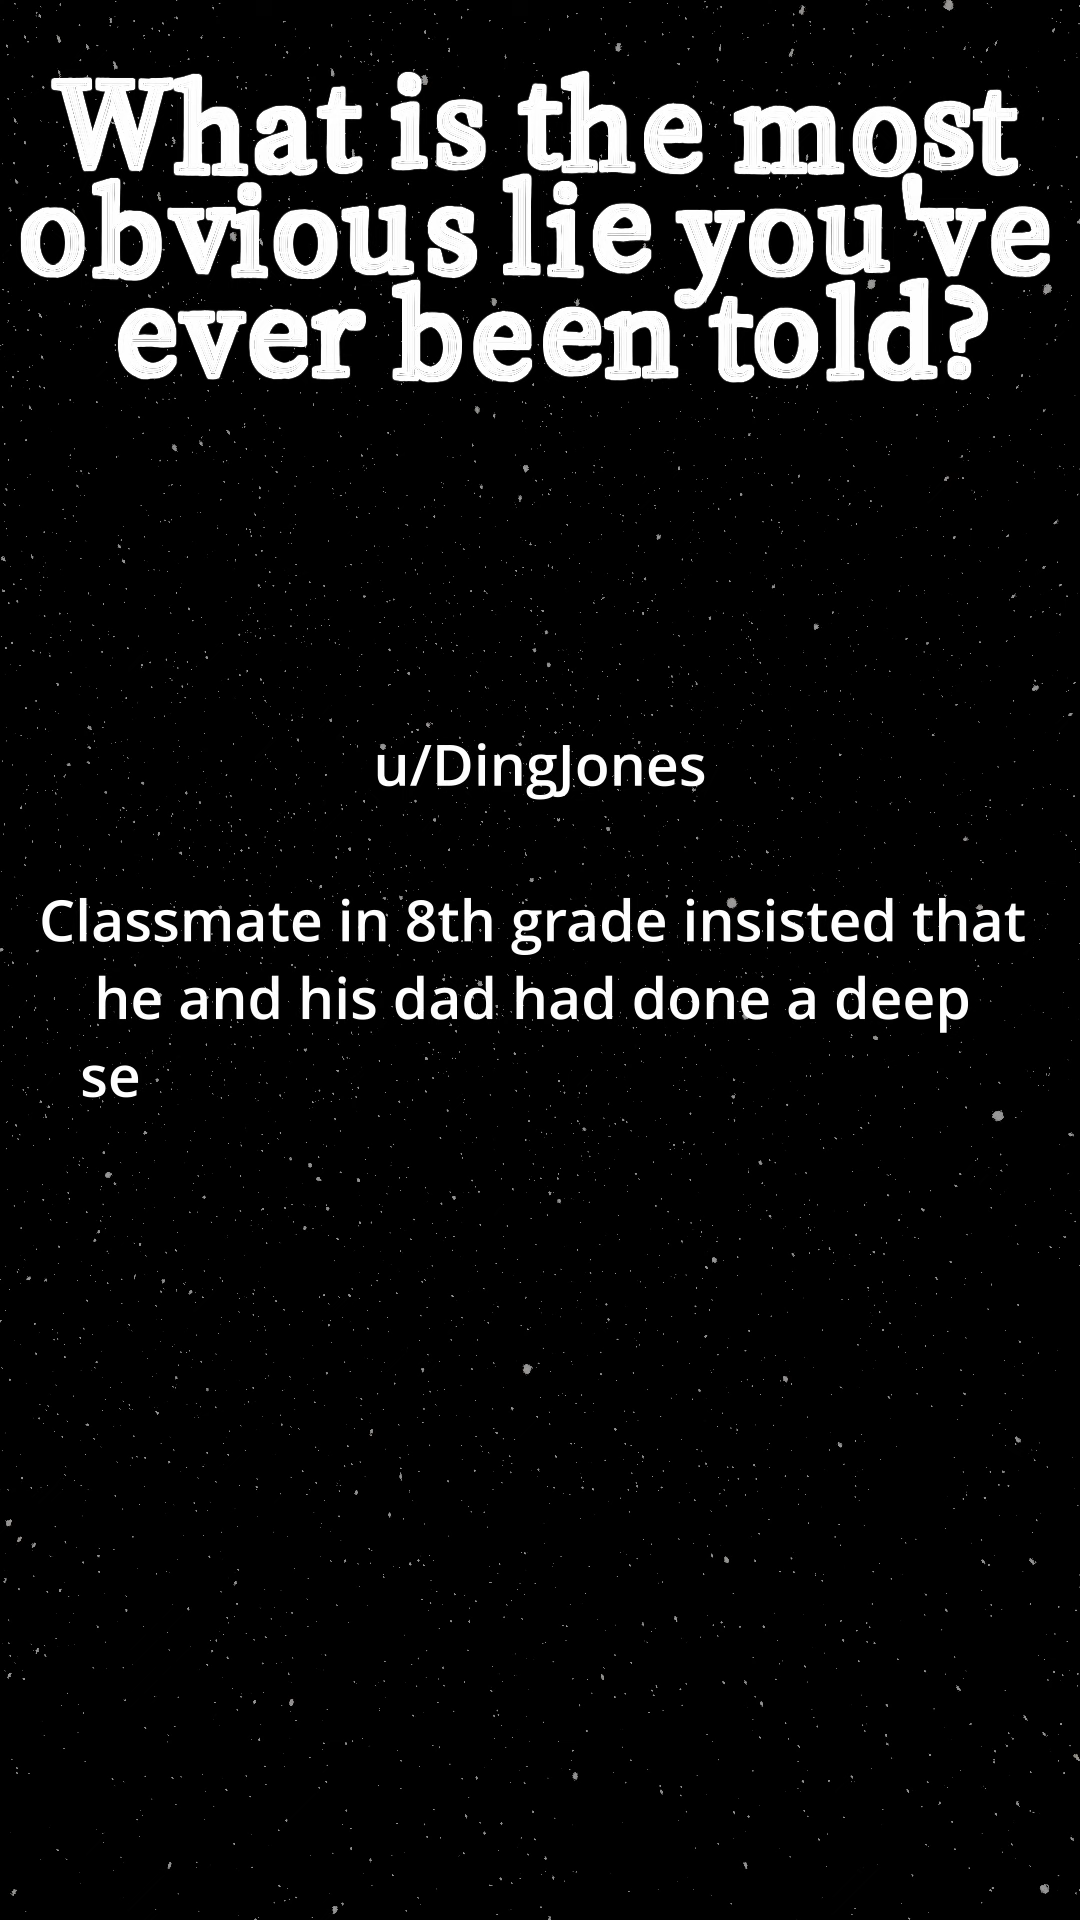 What is the most
obvious lie you've
ever been told?
u/DingJones
Classmate in 8th grade insisted that
he and his dad had done a deep
se